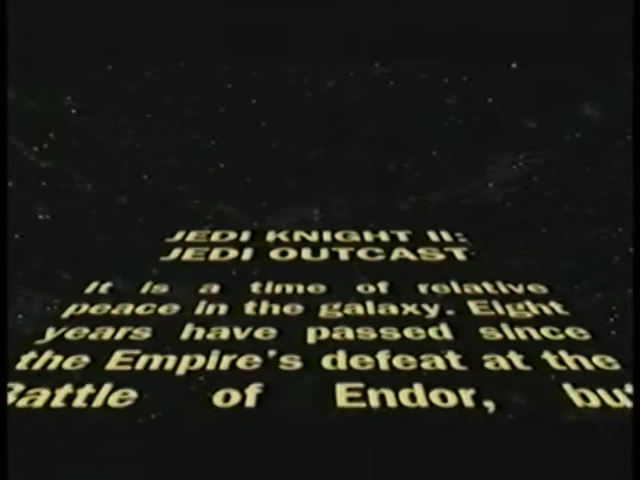 JEDI KNIGHT II:
JEDI OUTCAST
It is a time of relative
peace in the galaxy. Eight
years have passed since
the Empire's defeat at the
Battle of Endor, but